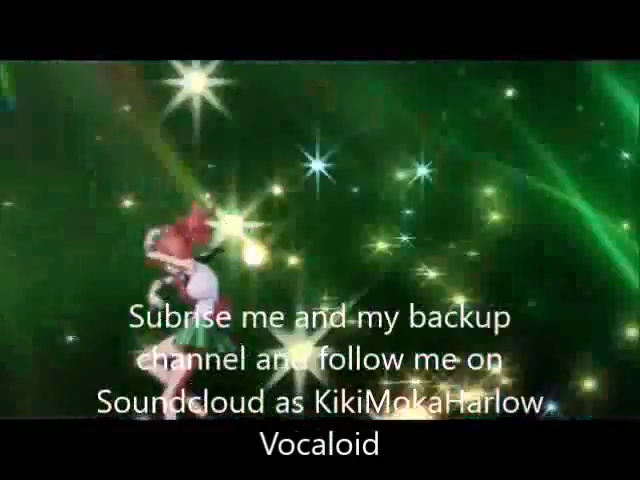 Subrise me and my backup
channel and follow me on
Soundcloud as KikiMokaHarlow
Vocaloid